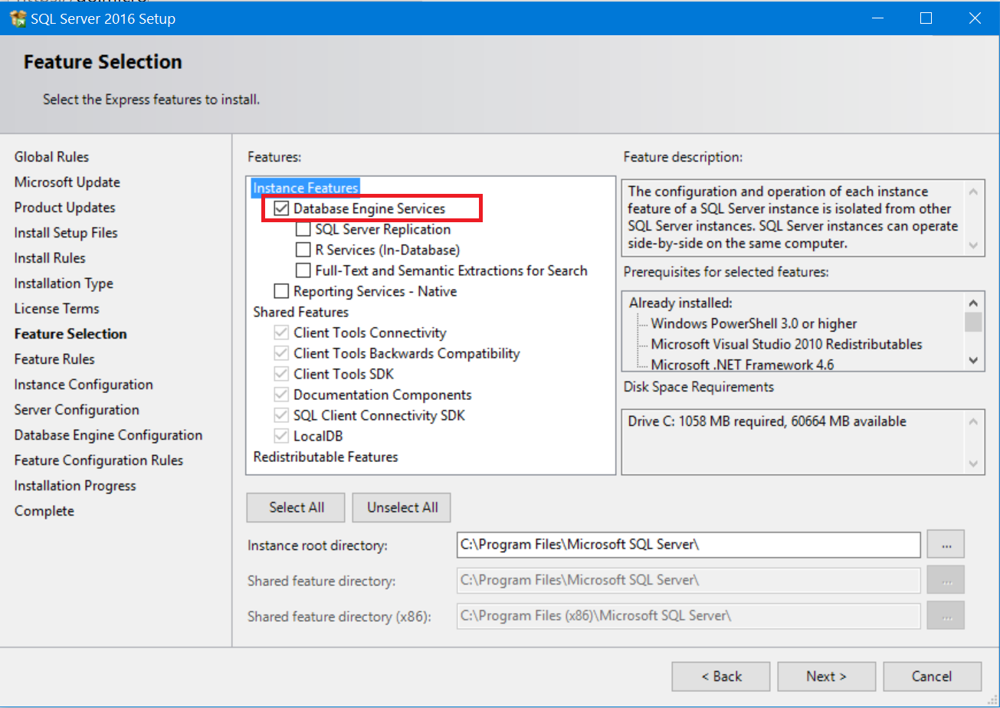 SQL Server 2016 Setup
Feature Selection
Select the Express features to install.
Global Rules
Microsoft Update
Product Updates
Install Setup Files
Install Rules
Installation Type
License Terms
Feature Selection
Feature Rules
Instance Configuration
Server Configuration
Database Engine Configuration
Feature Configuration Rules
Installation Progress
Complete
Features:
Instance Features
Database Engine Services
SQL Server Replication
R Services (In-Database)
Full-Text and Semantic Extractions for Search
Reporting Services - Native
Shared Features
Client Tools Connectivity
Client Tools Backwards Compatibility
Client Tools SDK
Documentation Components
SQL Client Connectivity SDK
LocalDB
Redistributable Features
Feature description:
The configuration and operation of each instance
feature of a SQL Server instance is isolated from other
SQL Server instances. SQL Server instances can operate
side-by-side on the same computer.
Prerequisites for selected features:
Already installed:
Windows PowerShell 3.0 or higher
Microsoft Visual Studio 2010 Redistributables
Microsoft .NET Framework 4.6
Disk Space Requirements
Drive C: 1058 MB required, 60664 MB available
Select All
Unselect All
Instance root directory:
C:\Program Files\Microsoft SQL Server\
...
Shared feature directory:
C:\Program Files\Microsoft SQL Server\
...
Shared feature directory (x86):
C:\Program Files (x86)\Microsoft SQL Server\
...
< Back
Next >
Cancel